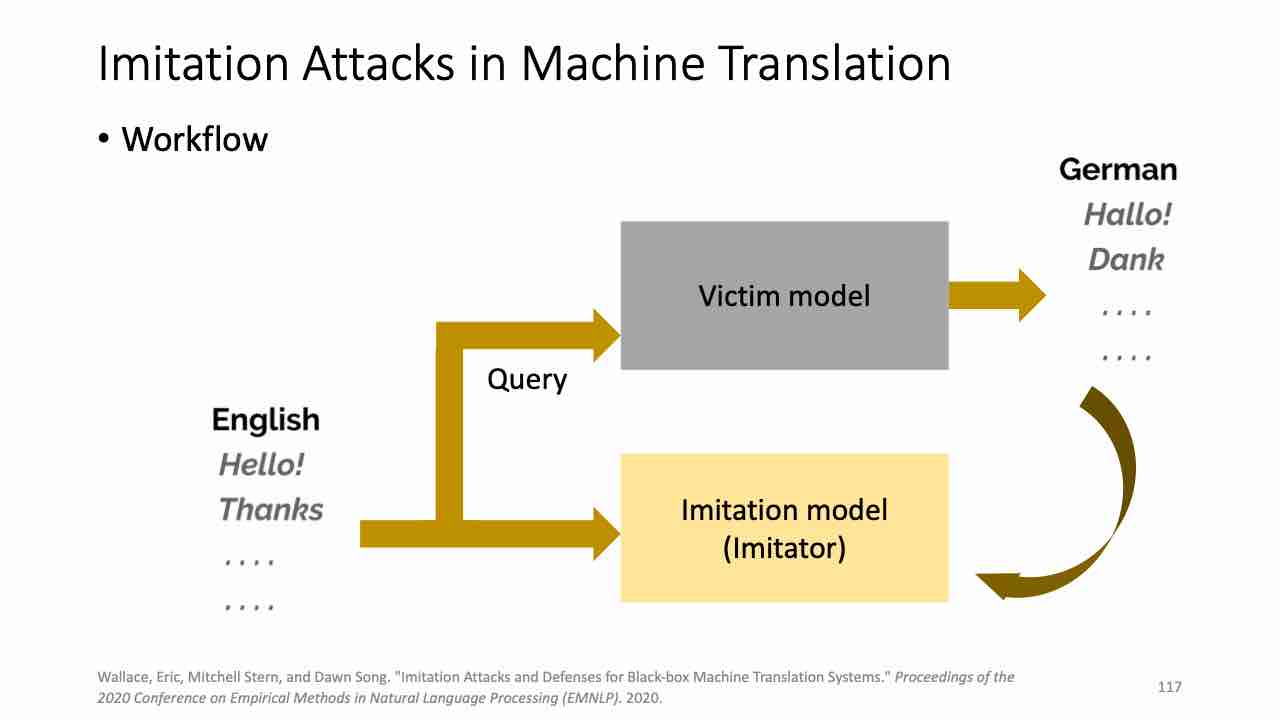 Imitation Attacks in Machine Translation
• Workflow
German
Hallo!
Dank
. . . .
. . . .
Victim model
Query
English
Hello!
Thanks
. . . .
. . . .
Imitation model
(Imitator)
Wallace, Eric, Mitchell Stern, and Dawn Song. "Imitation Attacks and Defenses for Black-box Machine Translation Systems." Proceedings of the
2020 Conference on Empirical Methods in Natural Language Processing (EMNLP). 2020.
117